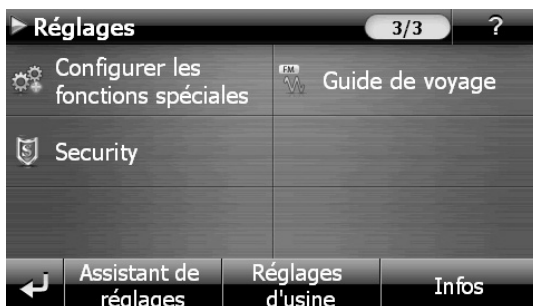 Réglages
3/3
?
Configurer les
fonctions spéciales
FM
Guide de voyage
Security
Assistant de
réglages
Réglages
d'usine
Infos